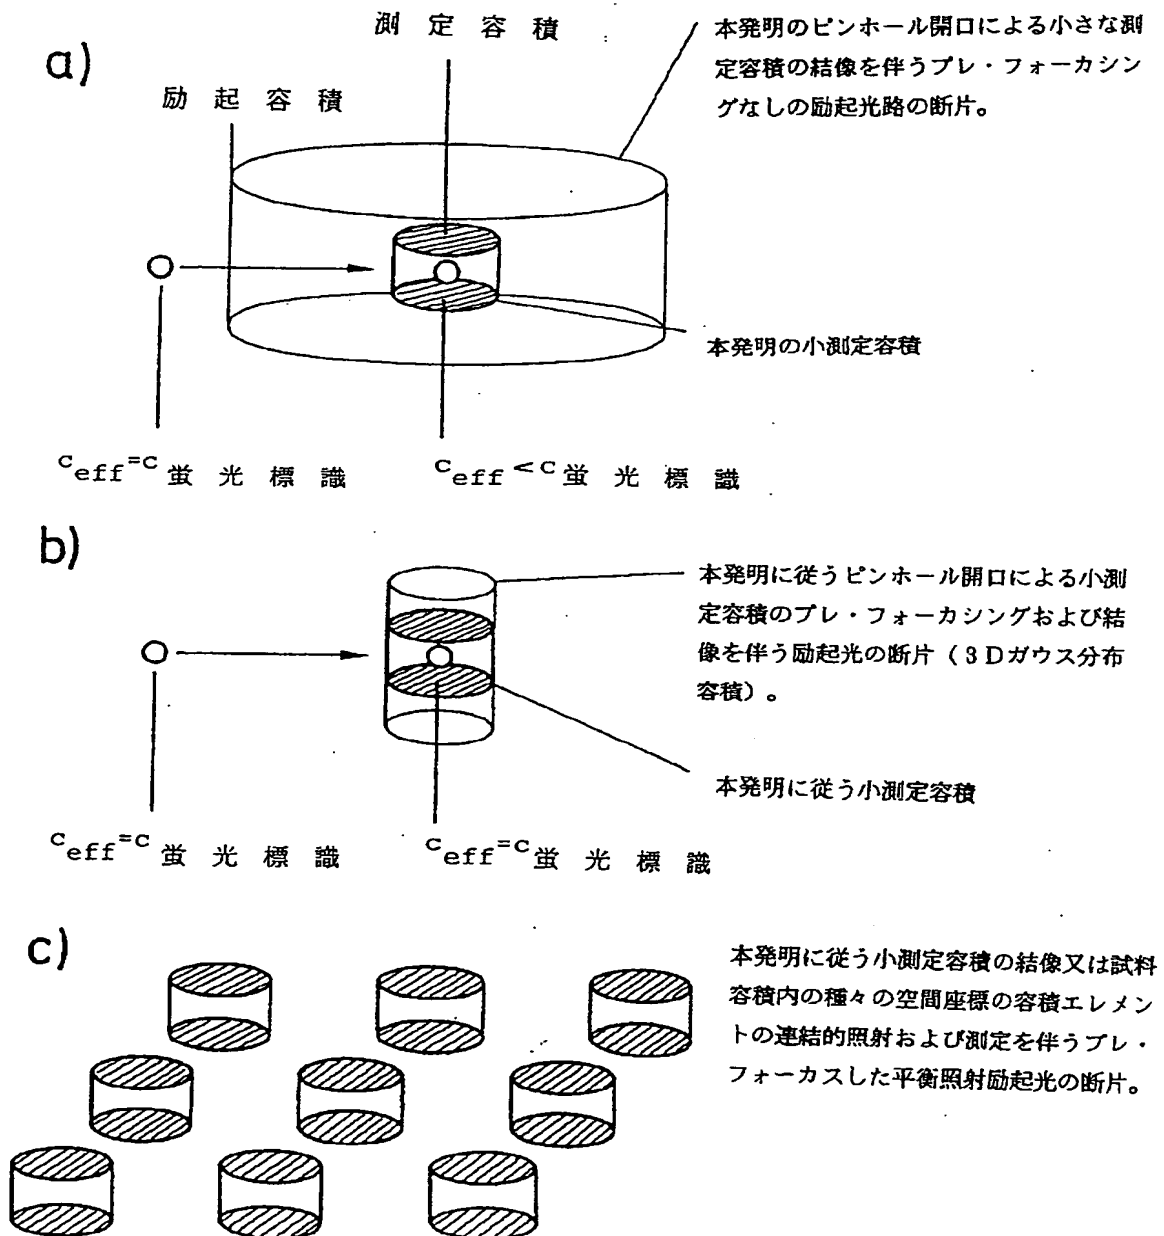 a)
測定容積
励起容積
本発明のピンホール開口による小さな測
定容積の結像を伴うプレ・フォーカシン
グなしの励起光路の断片。
本発明の小測定容積
ceff=c蛍光標識
ceff<c蛍光標識
b)
本発明に従うピンホール開口による小測
定容積のプレ・フォーカシングおよび結
像を伴う励起光の断片（3Dガウス分布
容積）。
本発明に従う小測定容積
ceff=c蛍光標識
ceff=c蛍光標識
c)
本発明に従う小測定容積の結像又は試料
容積内の種々の空間座標の容積エレメン
トの連結的照射および測定を伴うプレ・
フォーカスした平衡照射励起光の断片。